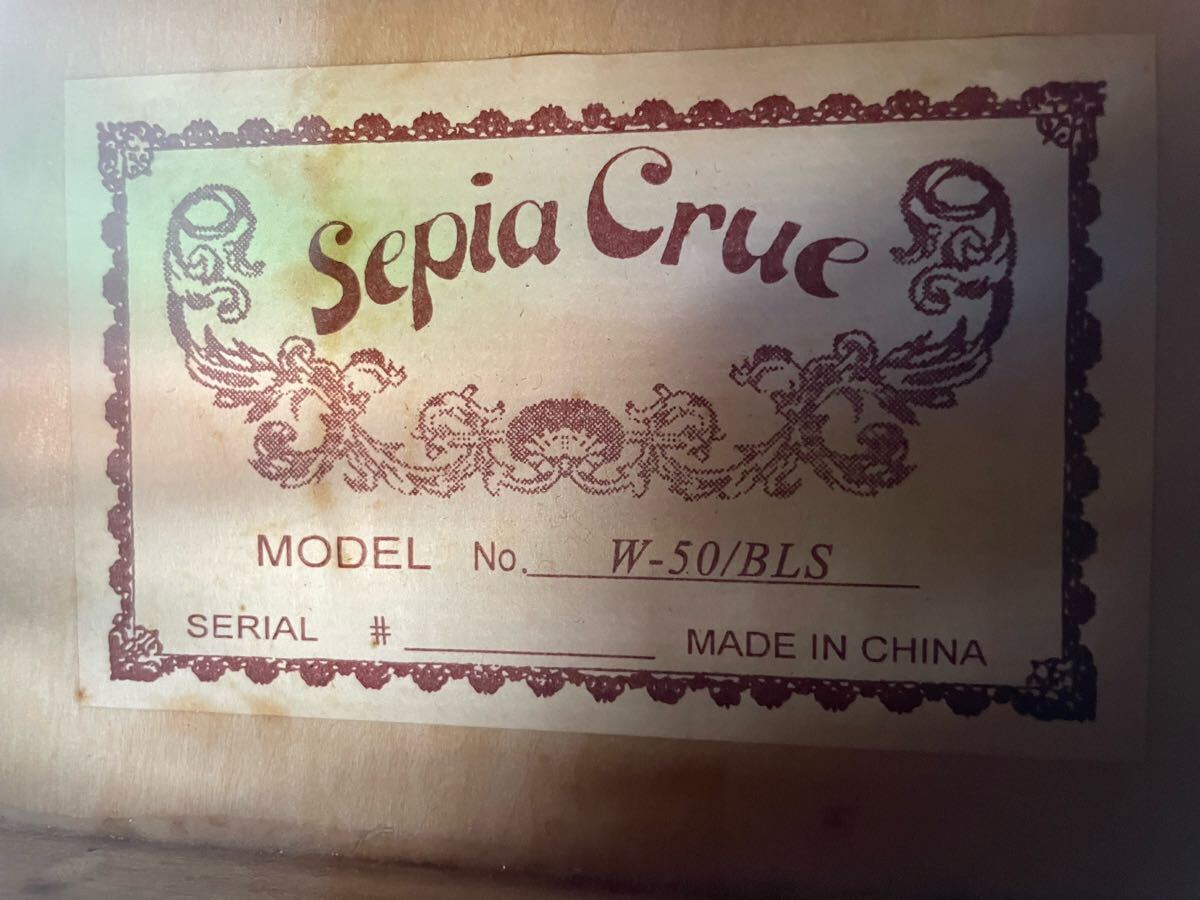 Sepia Crue
MODEL No. W-50/BLS
SERIAL # MADE IN CHINA